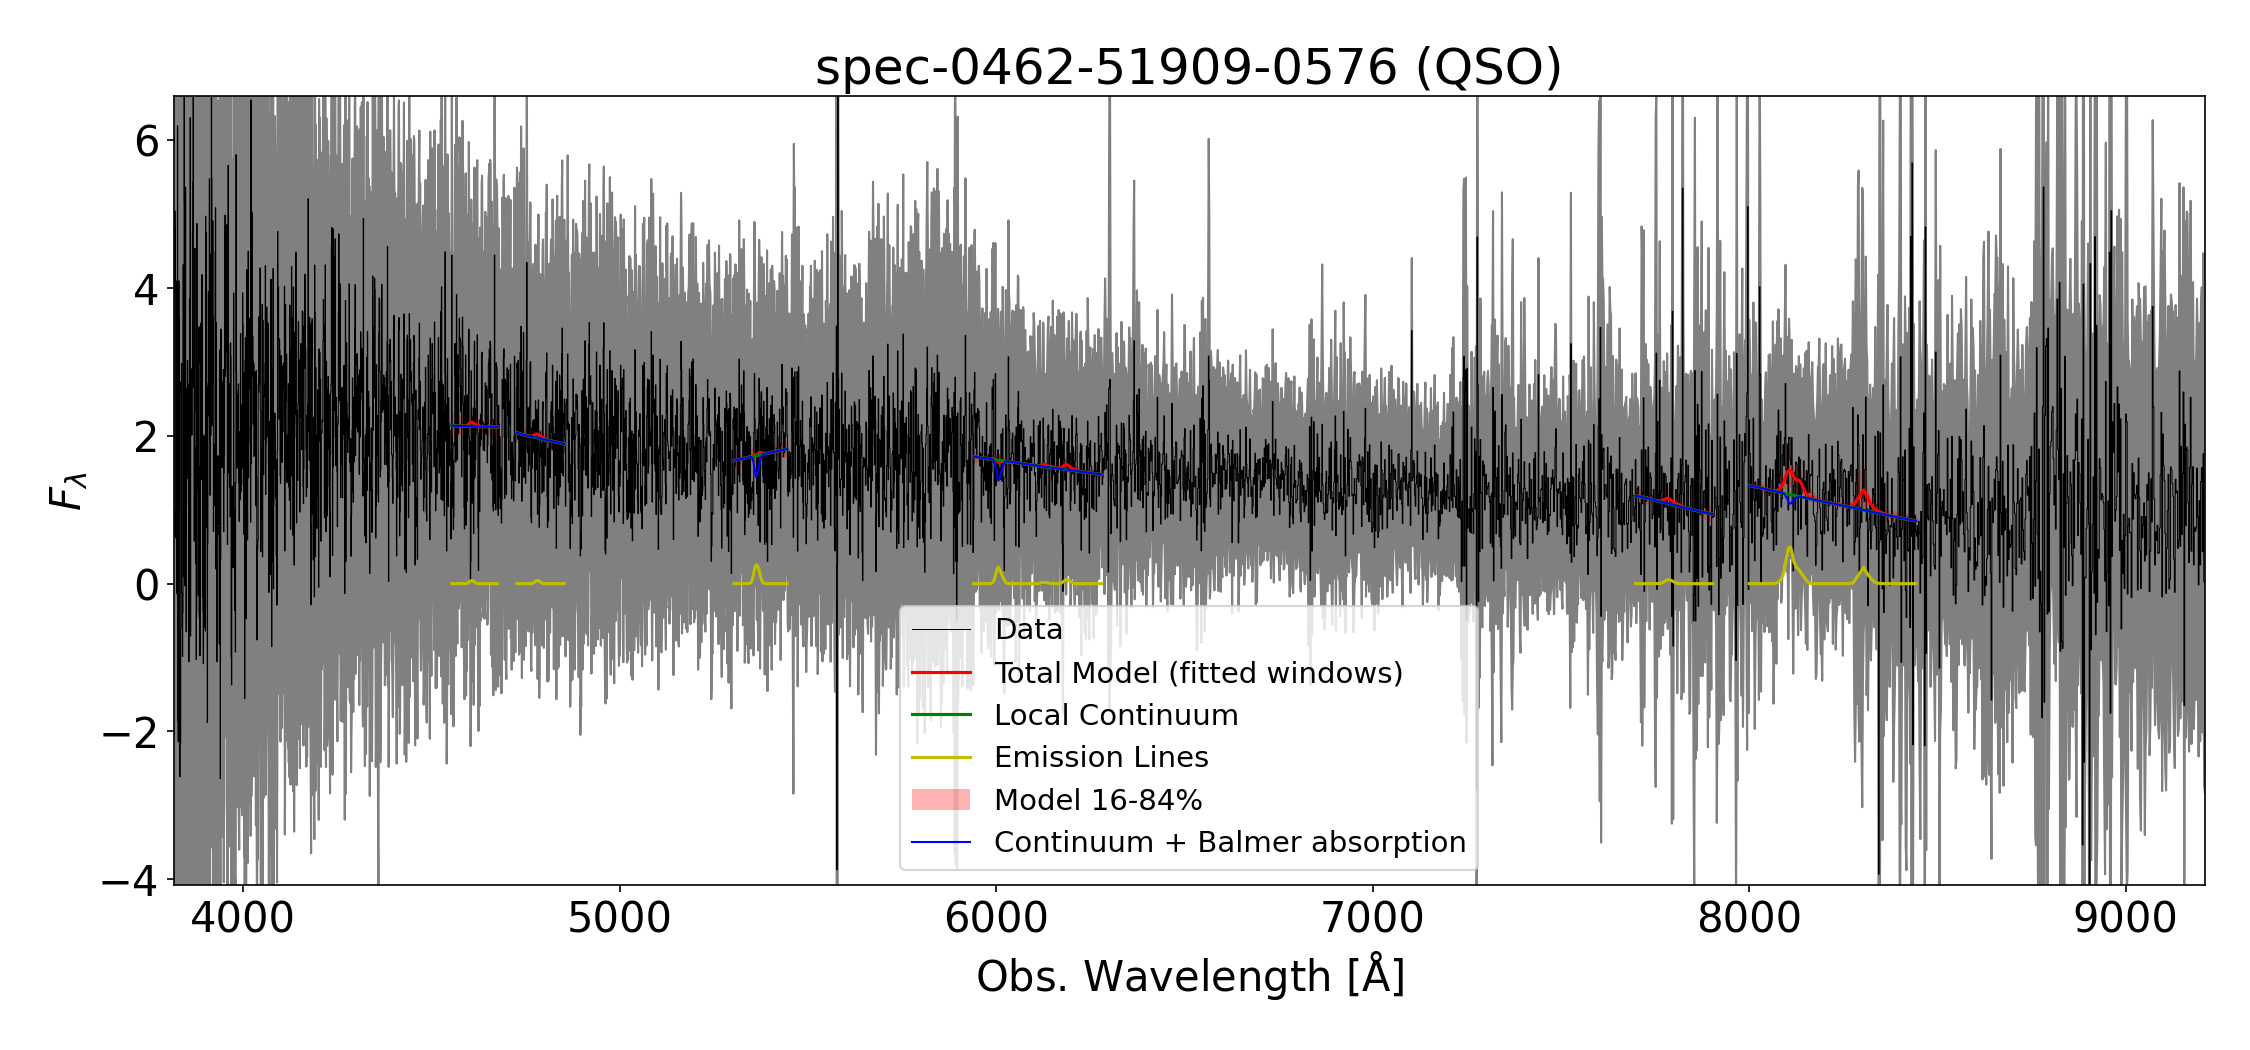 spec-0462-51909-0576 (QSO)
6
4
2
0
−2
−4
F_λ
4000 5000 6000 7000 8000 9000
Obs. Wavelength [Å]
Data
Total Model (fitted windows)
Local Continuum
Emission Lines
Model 16-84%
Continuum + Balmer absorption